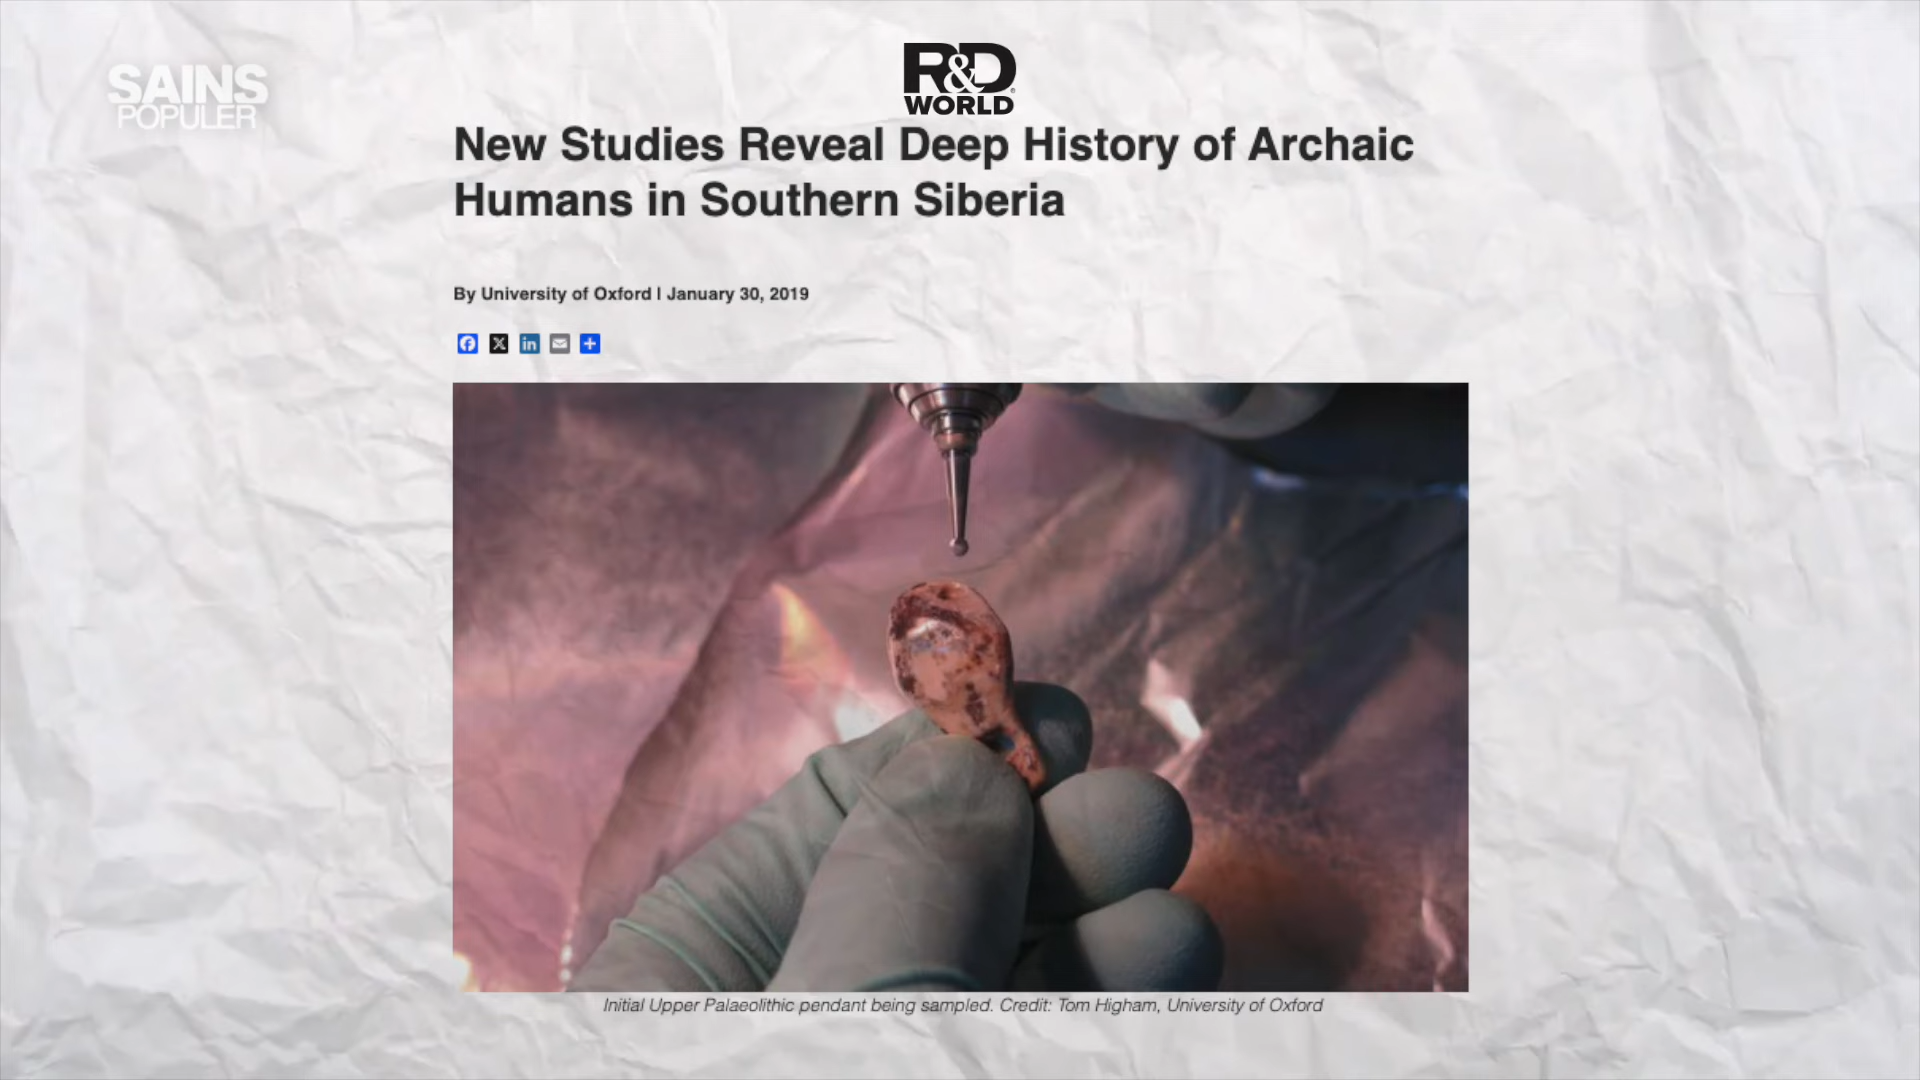 SAINS
POPULER
R&D
WORLD
New Studies Reveal Deep History of Archaic
Humans in Southern Siberia
By University of Oxford | January 30, 2019
Initial Upper Palaeolithic pendant being sampled. Credit: Tom Higham, University of Oxford